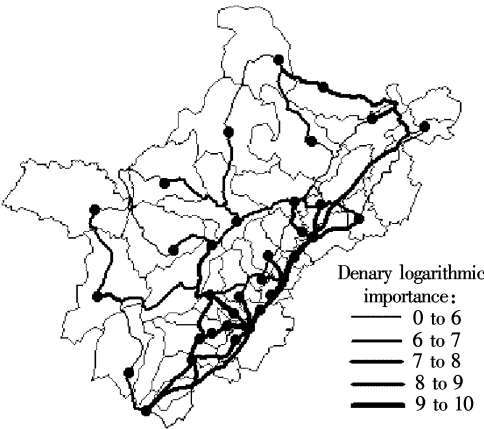 Denary logarithmic
importance:
0 to 6
6 to 7
7 to 8
8 to 9
9 to 10